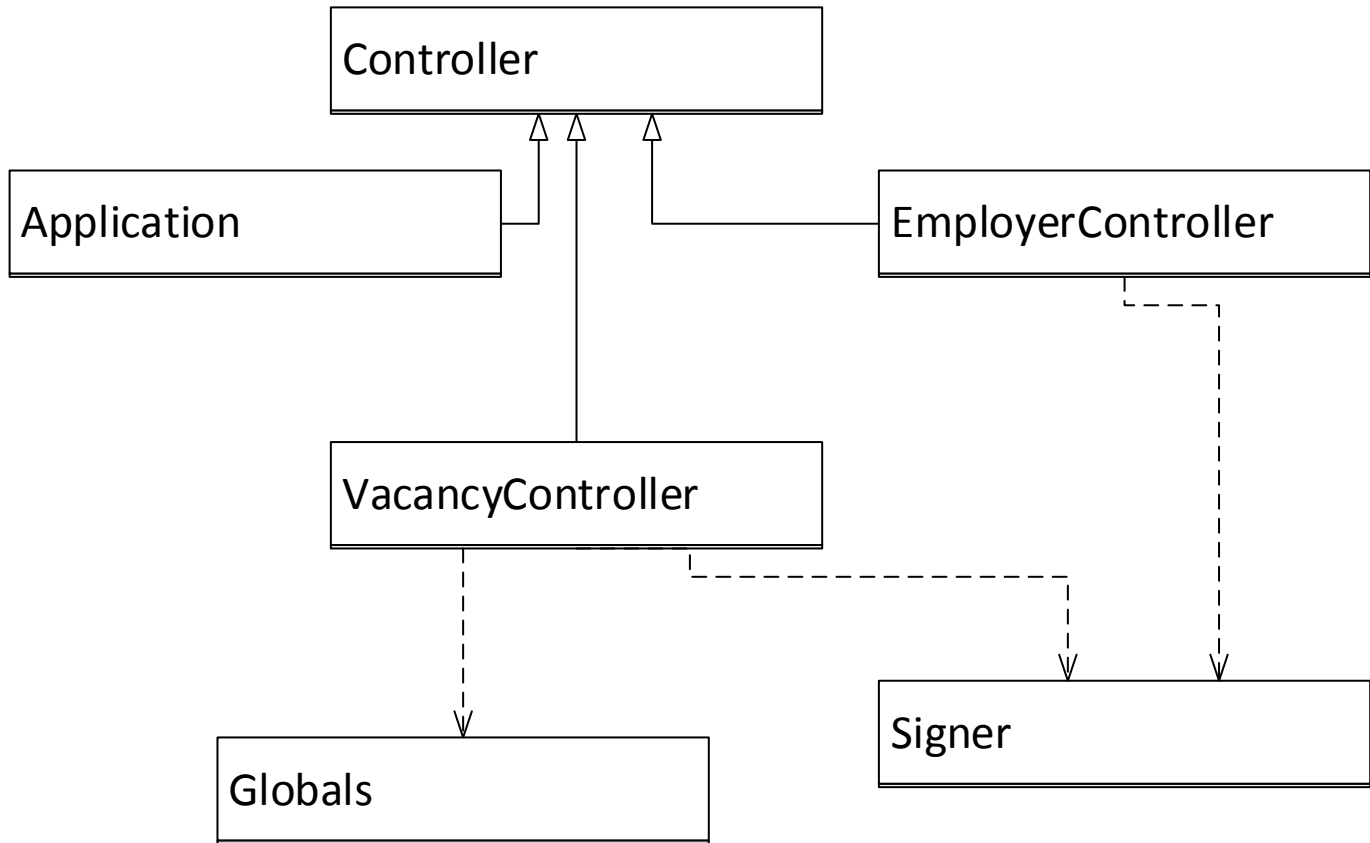 Controller
Application
EmployerController
VacancyController
Signer
Globals